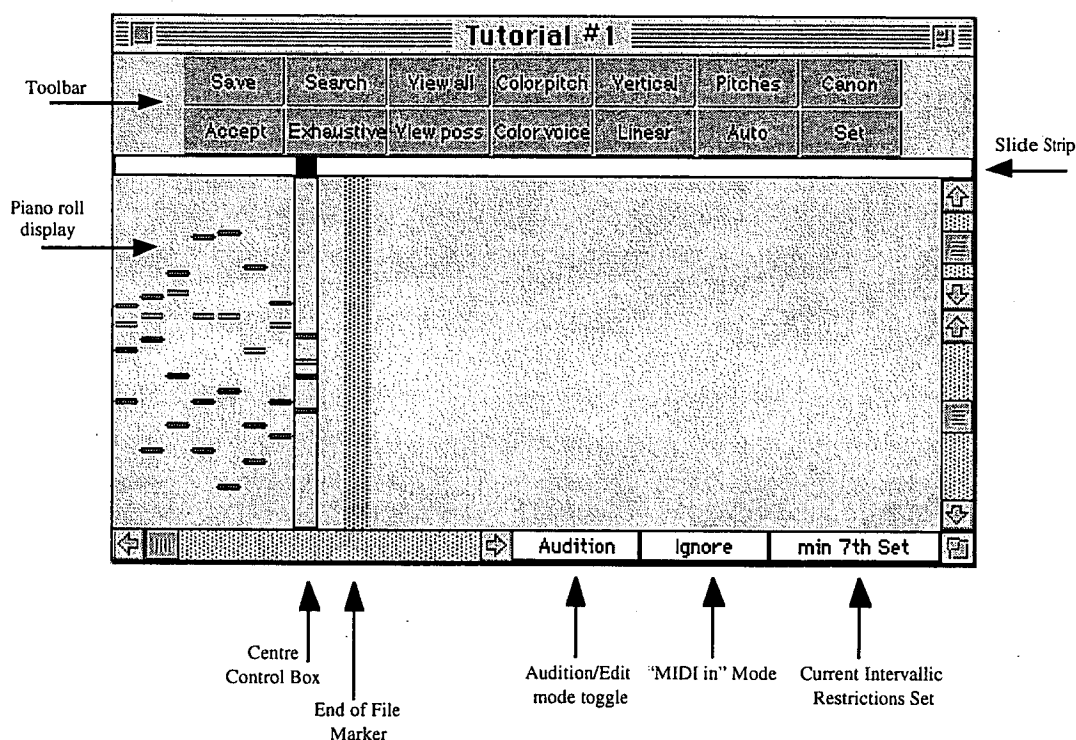 Tutorial #1
Save Search View all Color pitch Vertical Pitches Canon
Toolbar
Accept Exhaustive View poss Color voice Linear Auto Set
Slide Strip
Piano roll
display
Audition Ignore min 7th Set
Centre
Control Box
End of File
Marker
Audition/Edit
mode toggle
"MIDI in" Mode
Current Intervallic
Restrictions Set